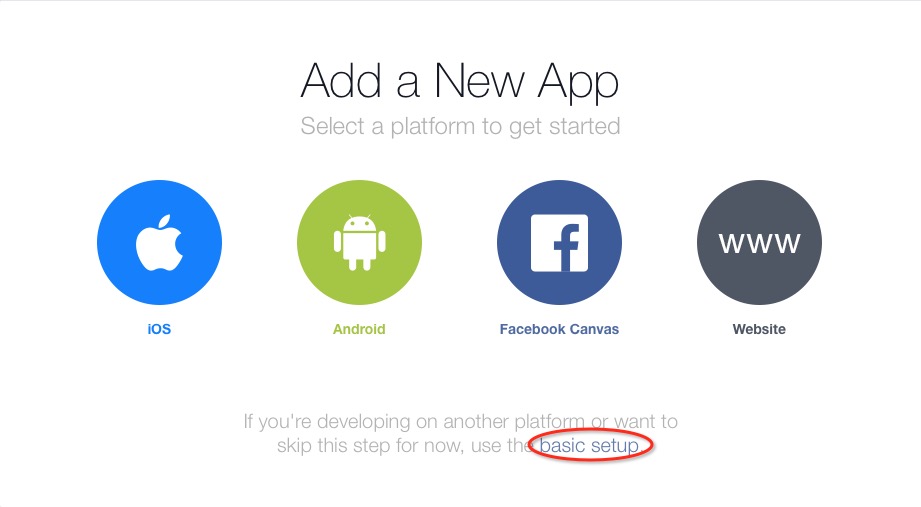 Add a New App
Select a platform to get started
www
iOS
Android
Facebook Canvas
Website
If you're developing on another platform or want to
skip this step for now, use the basic setup.